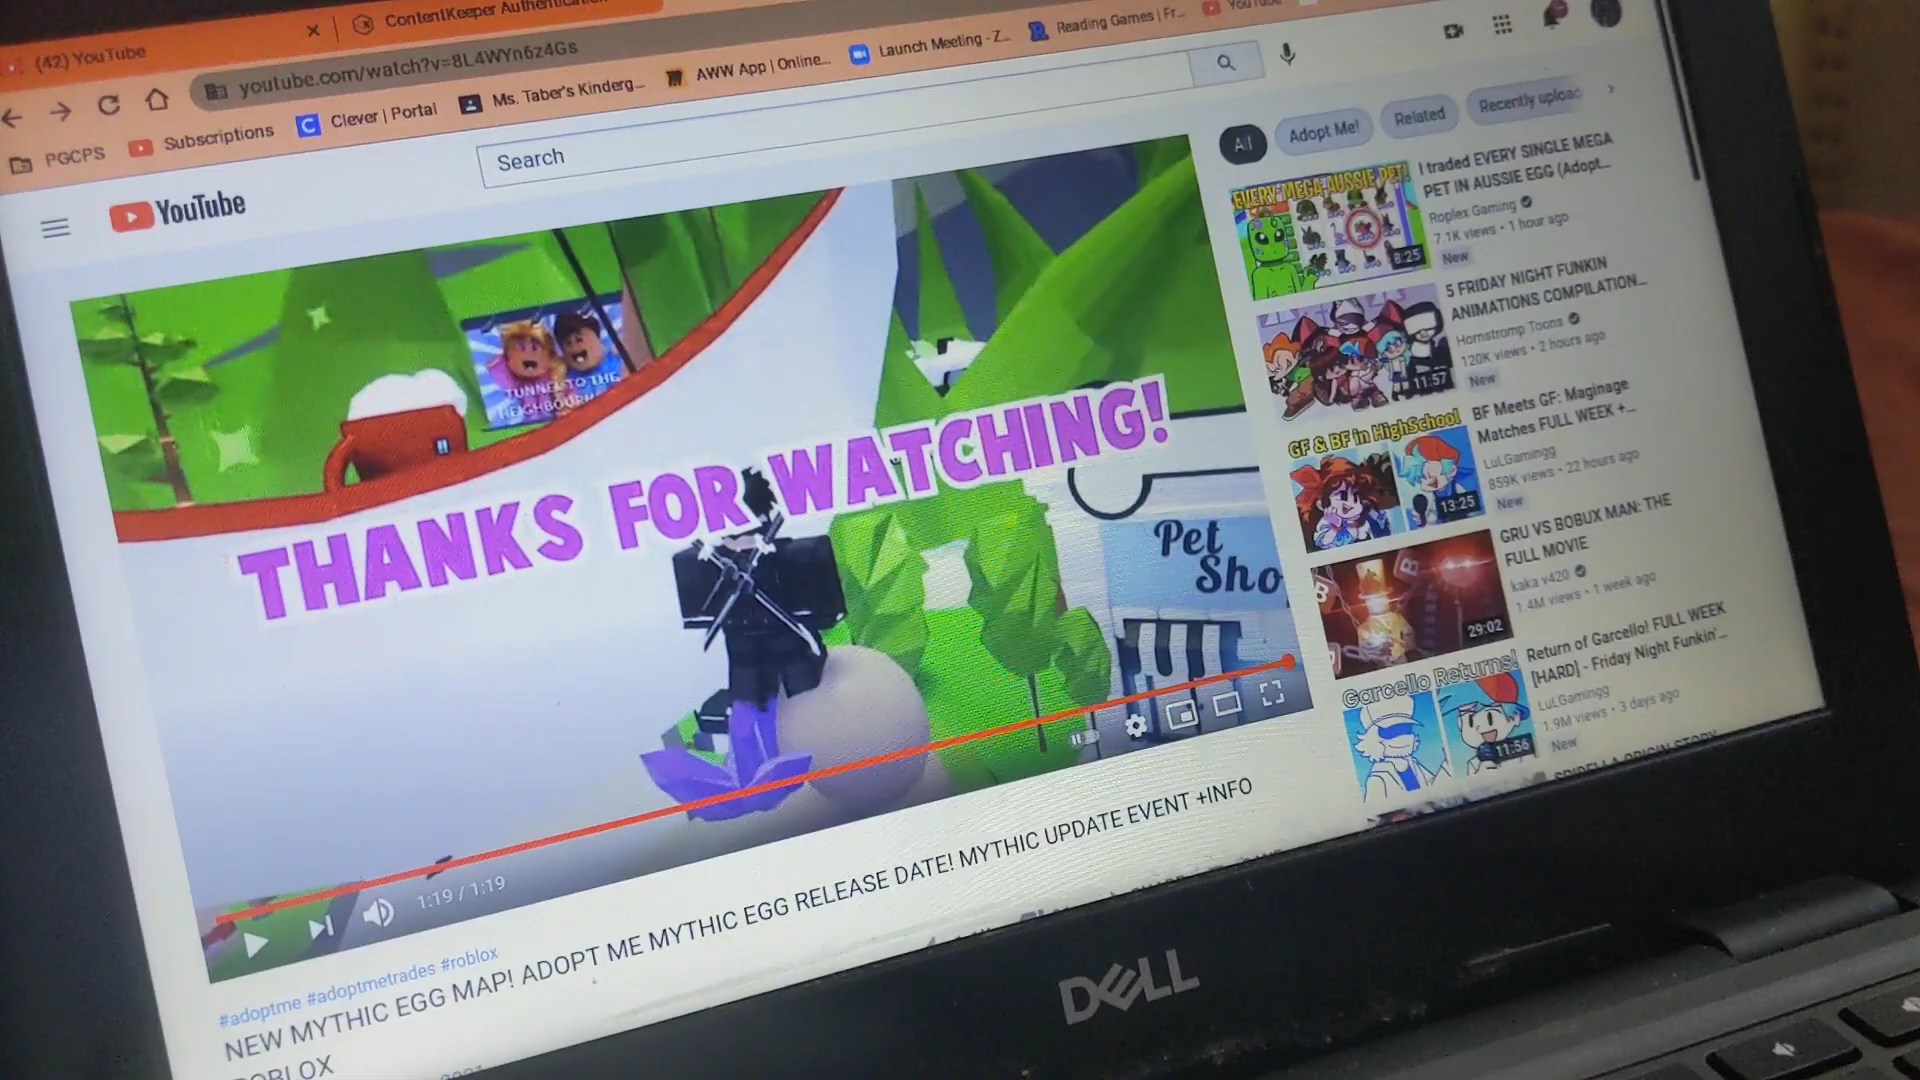 (42) YouTube
ContentKeeper Authentication
youtube.com/watch?v=8L4WYn6z4Gs
PGCPS
Subscriptions
Clever | Portal
Ms. Taber's Kinderg...
AWW App | Online...
Launch Meeting - Z...
Reading Games | Fr...
YouTube
YouTube
Search
All
Adopt Me!
Related
Recently upload
TUNNEL TO THE
NEIGHBOURH
THANKS FOR WATCHING!
Pet
Sho
1:19 / 1:19
#adoptme #adoptmetrades #roblox
NEW MYTHIC EGG MAP! ADOPT ME MYTHIC EGG RELEASE DATE! MYTHIC UPDATE EVENT +INFO
ROBLOX
EVERY MEGA AUSSIE PET!
8:25
I traded EVERY SINGLE MEGA
PET IN AUSSIE EGG (Adopt...
Roplex Gaming
7.1K views • 1 hour ago
New
11:57
5 FRIDAY NIGHT FUNKIN
ANIMATIONS COMPILATION...
Hornstromp Toons
120K views • 2 hours ago
New
GF & BF in HighSchool
13:25
BF Meets GF: Maginage
Matches FULL WEEK +...
LuLGamingg
859K views • 22 hours ago
New
29:02
GRU VS BOBUX MAN: THE
FULL MOVIE
kaka v420
1.4M views • 1 week ago
Garcello Returns!
11:56
Return of Garcello! FULL WEEK
[HARD] - Friday Night Funkin'...
LuLGamingg
1.9M views • 3 days ago
New
DELL